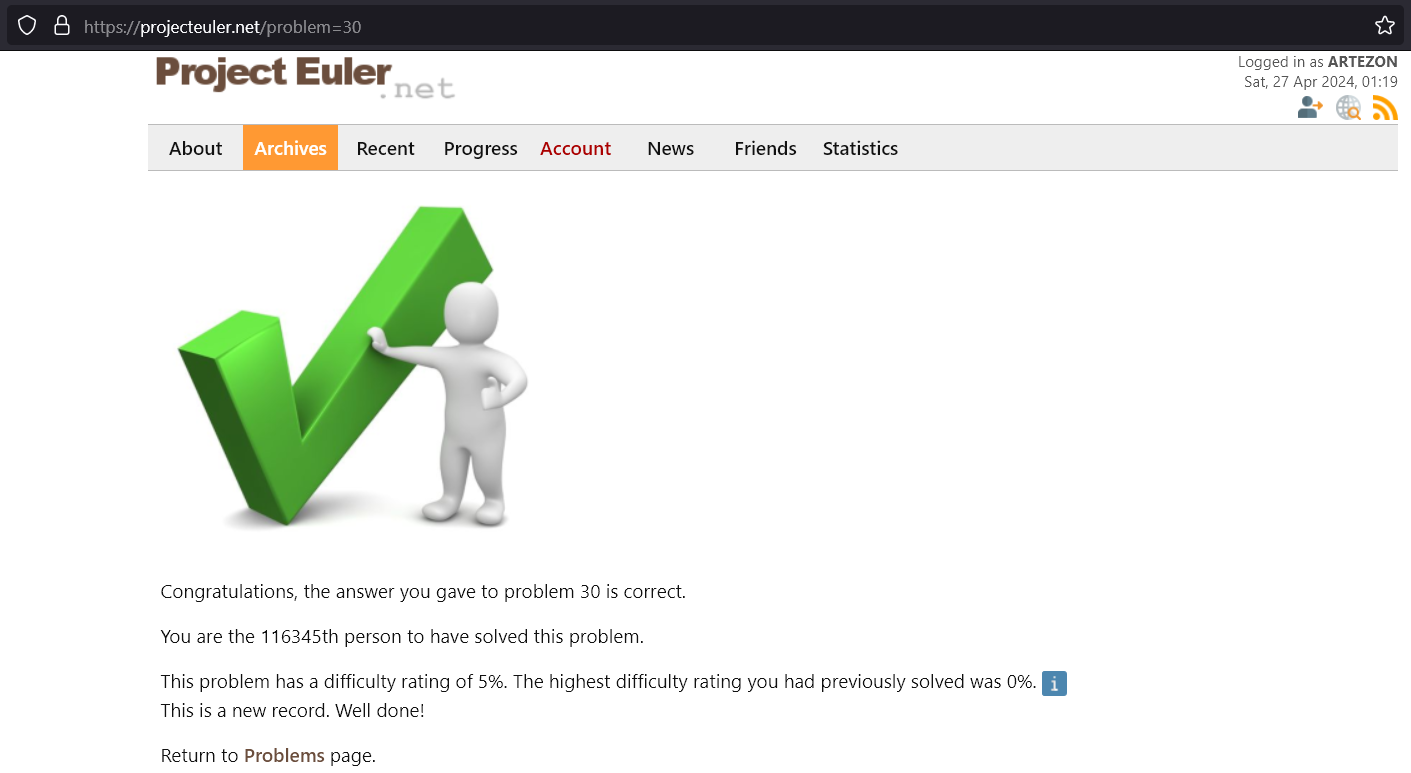 https://projecteuler.net/problem=30
Project Euler
.net
Logged in as ARTEZON
Sat, 27 Apr 2024, 01:19
About Archives Recent Progress Account News Friends Statistics
Congratulations, the answer you gave to problem 30 is correct.
You are the 116345th person to have solved this problem.
This problem has a difficulty rating of 5%. The highest difficulty rating you had previously solved was 0%. i
This is a new record. Well done!
Return to Problems page.